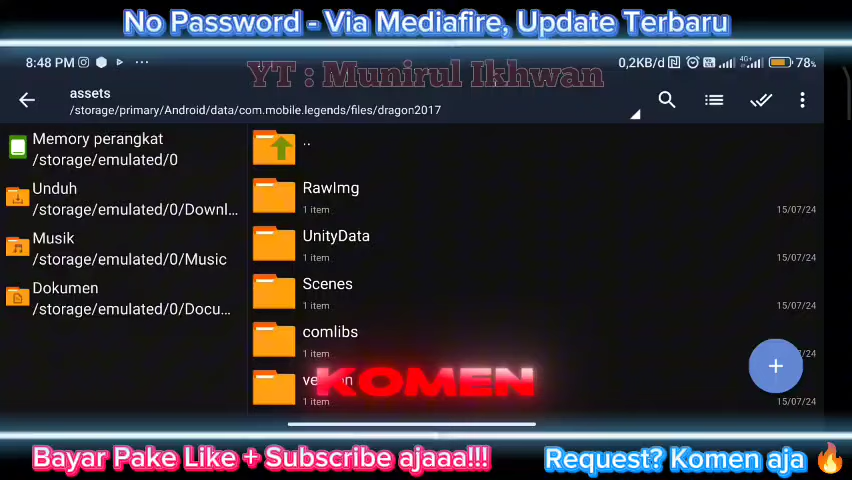 No Password - Via Mediafire, Update Terbaru
8:48 PM
0,2KB/d
4G+
78%
YT : Munirul Ikhwan
assets
/storage/primary/Android/data/com.mobile.legends/files/dragon2017
Memory perangkat
/storage/emulated/0
Unduh
/storage/emulated/0/Downl...
Musik
/storage/emulated/0/Music
Dokumen
/storage/emulated/0/Docu...
..
RawImg
1 item
15/07/24
UnityData
1 item
15/07/24
Scenes
1 item
15/07/24
comlibs
1 item
KOMEN
1 item
15/07/24
Bayar Pake Like + Subscribe ajaaa!!!
Request? Komen aja 🔥